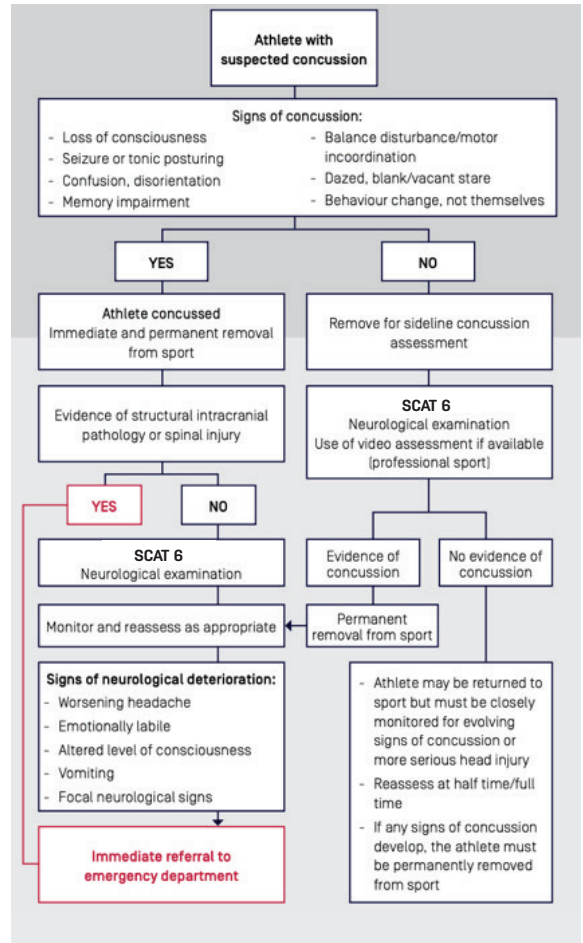 Athlete with
suspected concussion
Signs of concussion:
- Loss of consciousness
- Seizure or tonic posturing
- Confusion, disorientation
- Memory impairment
- Balance disturbance/motor
incoordination
- Dazed, blank/vacant stare
- Behaviour change, not themselves
YES
NO
Athlete concussed
Immediate and permanent removal
from sport
Remove for sideline concussion
assessment
Evidence of structural intracranial
pathology or spinal injury
SCAT 6
Neurological examination
Use of video assessment if available
(professional sport)
YES
NO
SCAT 6
Neurological examination
Evidence of
concussion
No evidence of
concussion
Monitor and reassess as appropriate
Permanent
removal from sport
Signs of neurological deterioration:
- Worsening headache
- Emotionally labile
- Altered level of consciousness
- Vomiting
- Focal neurological signs
- Athlete may be returned to
sport but must be closely
monitored for evolving
signs of concussion or
more serious head injury
- Reassess at half time/full
time
- If any signs of concussion
develop, the athlete must
be permanently removed
from sport
Immediate referral to
emergency department